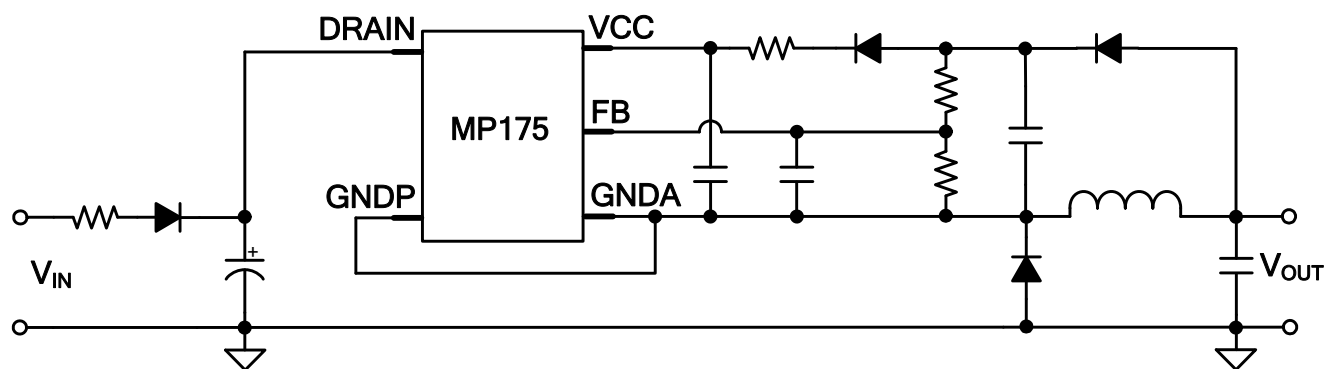 DRAIN
VCC
MP175
FB
GNDP
GNDA
+
VIN
VOUT